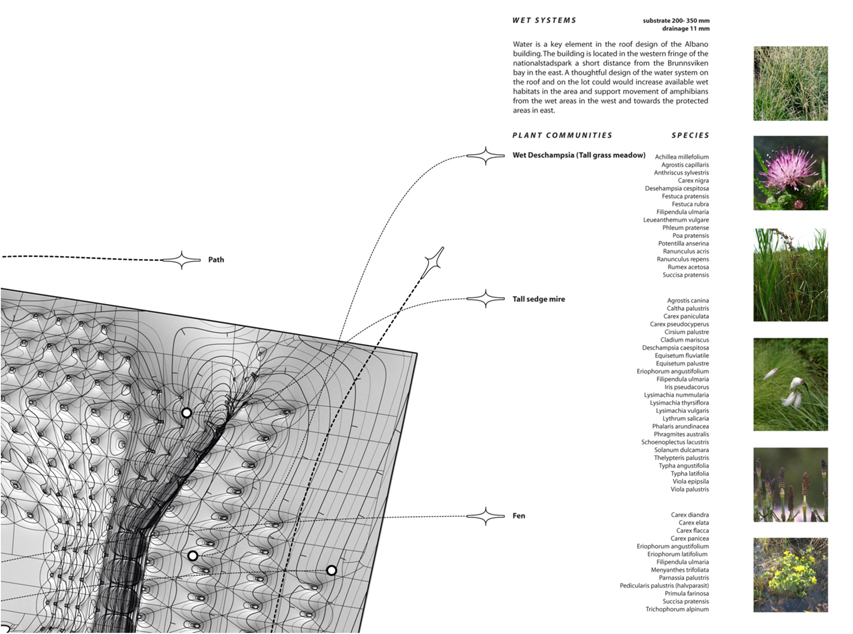 WET SYSTEMS
substrate 200- 350 mm
drainage 11 mm
Water is a key element in the roof design of the Albano
building.The building is located in the western fringe of the
nationalstadspark a short distance from the Brunnsviken
bay in the east. A thoughtful design of the water system on
the roof and on the lot could would increase available wet
habitats in the area and support movement of amphibians
from the wet areas in the west and towards the protected
areas in east.
PLANT COMMUNITIES
SPECIES
Wet Deschampsia (Tall grass meadow)
Achillea millefolium
Agrostis capillaris
Anthriscus sylvestris
Carex nigra
Desehampsia cespitosa
Festuca pratensis
Festuca rubra
Filipendula ulmaria
Leueanthemum vulgare
Phleum pratense
Poa pratensis
Potentilla anserina
Ranunculus acris
Ranunculus repens
Rumex acetosa
Succisa pratensis
Path
Tall sedge mire
Agrostis canina
Caltha palustris
Carex paniculata
Carex pseudocyperus
Cirsium palustre
Cladium mariscus
Deschampsia caespitosa
Equisetum fluviatile
Equisetum palustre
Eriophorum angustifolium
Filipendula ulmaria
Iris pseudacorus
Lysimachia nummularia
Lysimachia thyrsiflora
Lysimachia vulgaris
Lythrum salicaria
Phalaris arundinacea
Phragmites australis
Schoenoplectus lacustris
Solanum dulcamara
Thelypteris palustris
Typha angustifolia
Typha latifolia
Viola epipsila
Viola palustris
Fen
Carex diandra
Carex elata
Carex flacca
Carex panicea
Eriophorum angustifolium
Eriophorum latifolium
Filipendula ulmaria
Menyanthes trifoliata
Parnassia palustris
Pedicularis palustris (halvparasit)
Primula farinosa
Succisa pratensis
Trichophorum alpinum